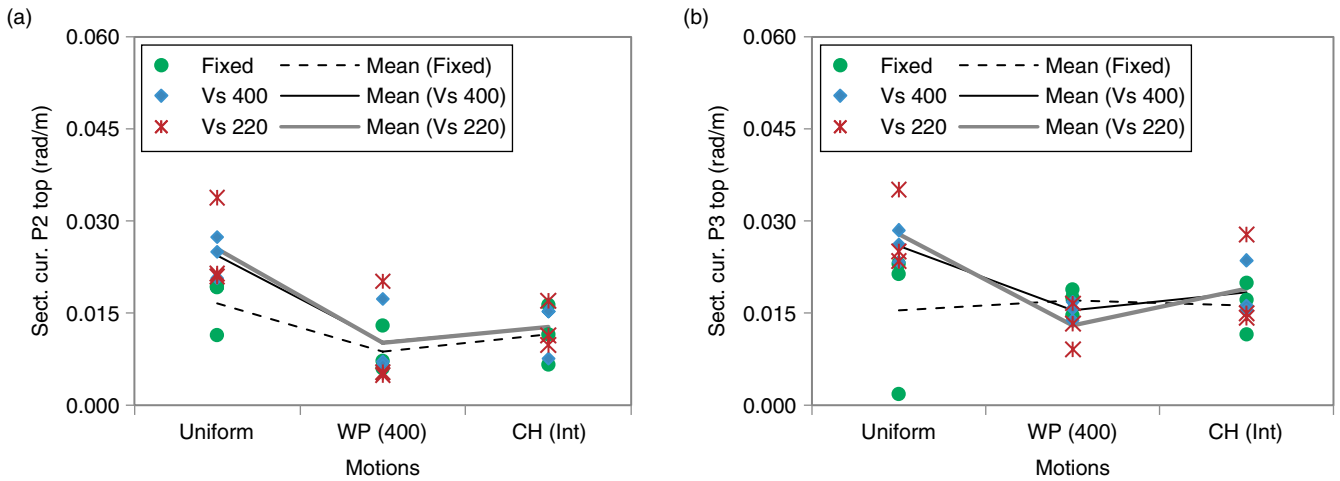 (a)
Sect. cur. P2 top (rad/m)
0.060
0.045
0.030
0.015
0.000
Fixed Mean (Fixed)
Vs 400 Mean (Vs 400)
Vs 220 Mean (Vs 220)
Uniform WP (400) CH (Int)
Motions
(b)
Sect. cur. P3 top (rad/m)
0.060
0.045
0.030
0.015
0.000
Fixed Mean (Fixed)
Vs 400 Mean (Vs 400)
Vs 220 Mean (Vs 220)
Uniform WP (400) CH (Int)
Motions